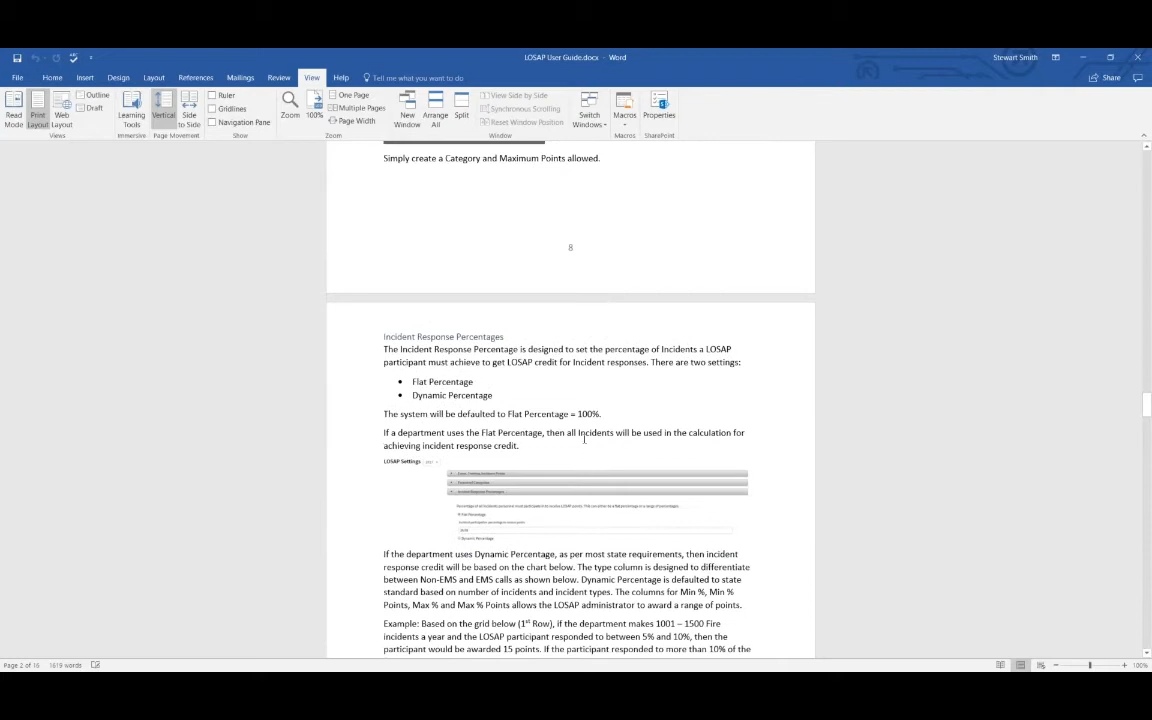 LOSAP User Guide.docx - Word
Stewart Smith
File Home Insert Design Layout References Mailings Review View Help Tell me what you want to do
Share
Read Mode
Print Layout
Web Layout
Outline
Draft
Views
Learning Tools
Immersive
Vertical
Side to Side
Page Movement
Ruler
Gridlines
Navigation Pane
Show
Zoom
100%
One Page
Multiple Pages
Page Width
Zoom
New Window
Arrange All
Split
View Side by Side
Synchronous Scrolling
Reset Window Position
Window
Switch Windows
Macros
Macros
Properties
SharePoint
Simply create a Category and Maximum Points allowed.
8
Incident Response Percentages
The Incident Response Percentage is designed to set the percentage of Incidents a LOSAP
participant must achieve to get LOSAP credit for Incident responses. There are two settings:
• Flat Percentage
• Dynamic Percentage
The system will be defaulted to Flat Percentage = 100%.
If a department uses the Flat Percentage, then all Incidents will be used in the calculation for
achieving incident response credit.
LOSAP Settings
Incident Response Percentages
Flat Percentage
Dynamic Percentage
If the department uses Dynamic Percentage, as per most state requirements, then incident
response credit will be based on the chart below. The type column is designed to differentiate
between Non-EMS and EMS calls as shown below. Dynamic Percentage is defaulted to state
standard based on number of incidents and incident types. The columns for Min %, Min %
Points, Max % and Max % Points allows the LOSAP administrator to award a range of points.
Example: Based on the grid below (1st Row), if the department makes 1001 – 1500 Fire
incidents a year and the LOSAP participant responded to between 5% and 10%, then the
participant would be awarded 15 points. If the participant responded to more than 10% of the
Page 2 of 16 1619 words
100%